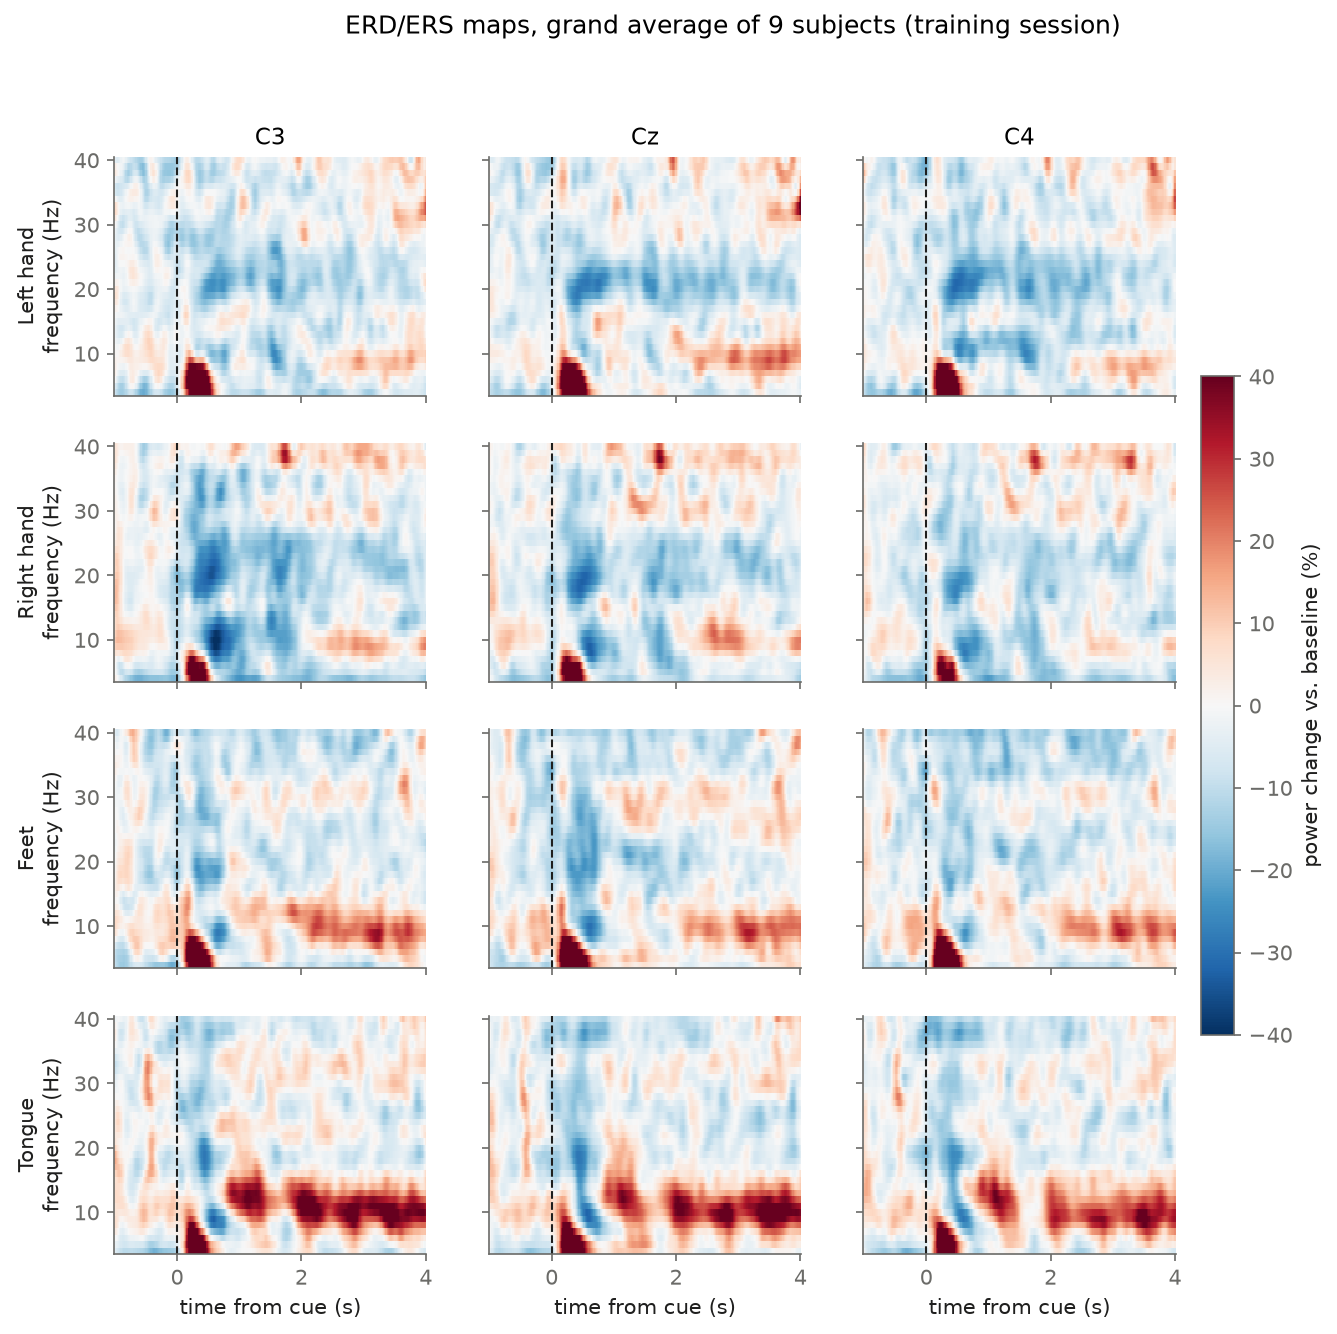 ERD/ERS maps, grand average of 9 subjects (training session)
C3
Cz
C4
Left hand
frequency (Hz)
40
30
20
10
Right hand
frequency (Hz)
40
30
20
10
Feet
frequency (Hz)
40
30
20
10
Tongue
frequency (Hz)
40
30
20
10
0 2 4
0 2 4
0 2 4
time from cue (s)
time from cue (s)
time from cue (s)
40
30
20
10
0
−10
−20
−30
−40
power change vs. baseline (%)